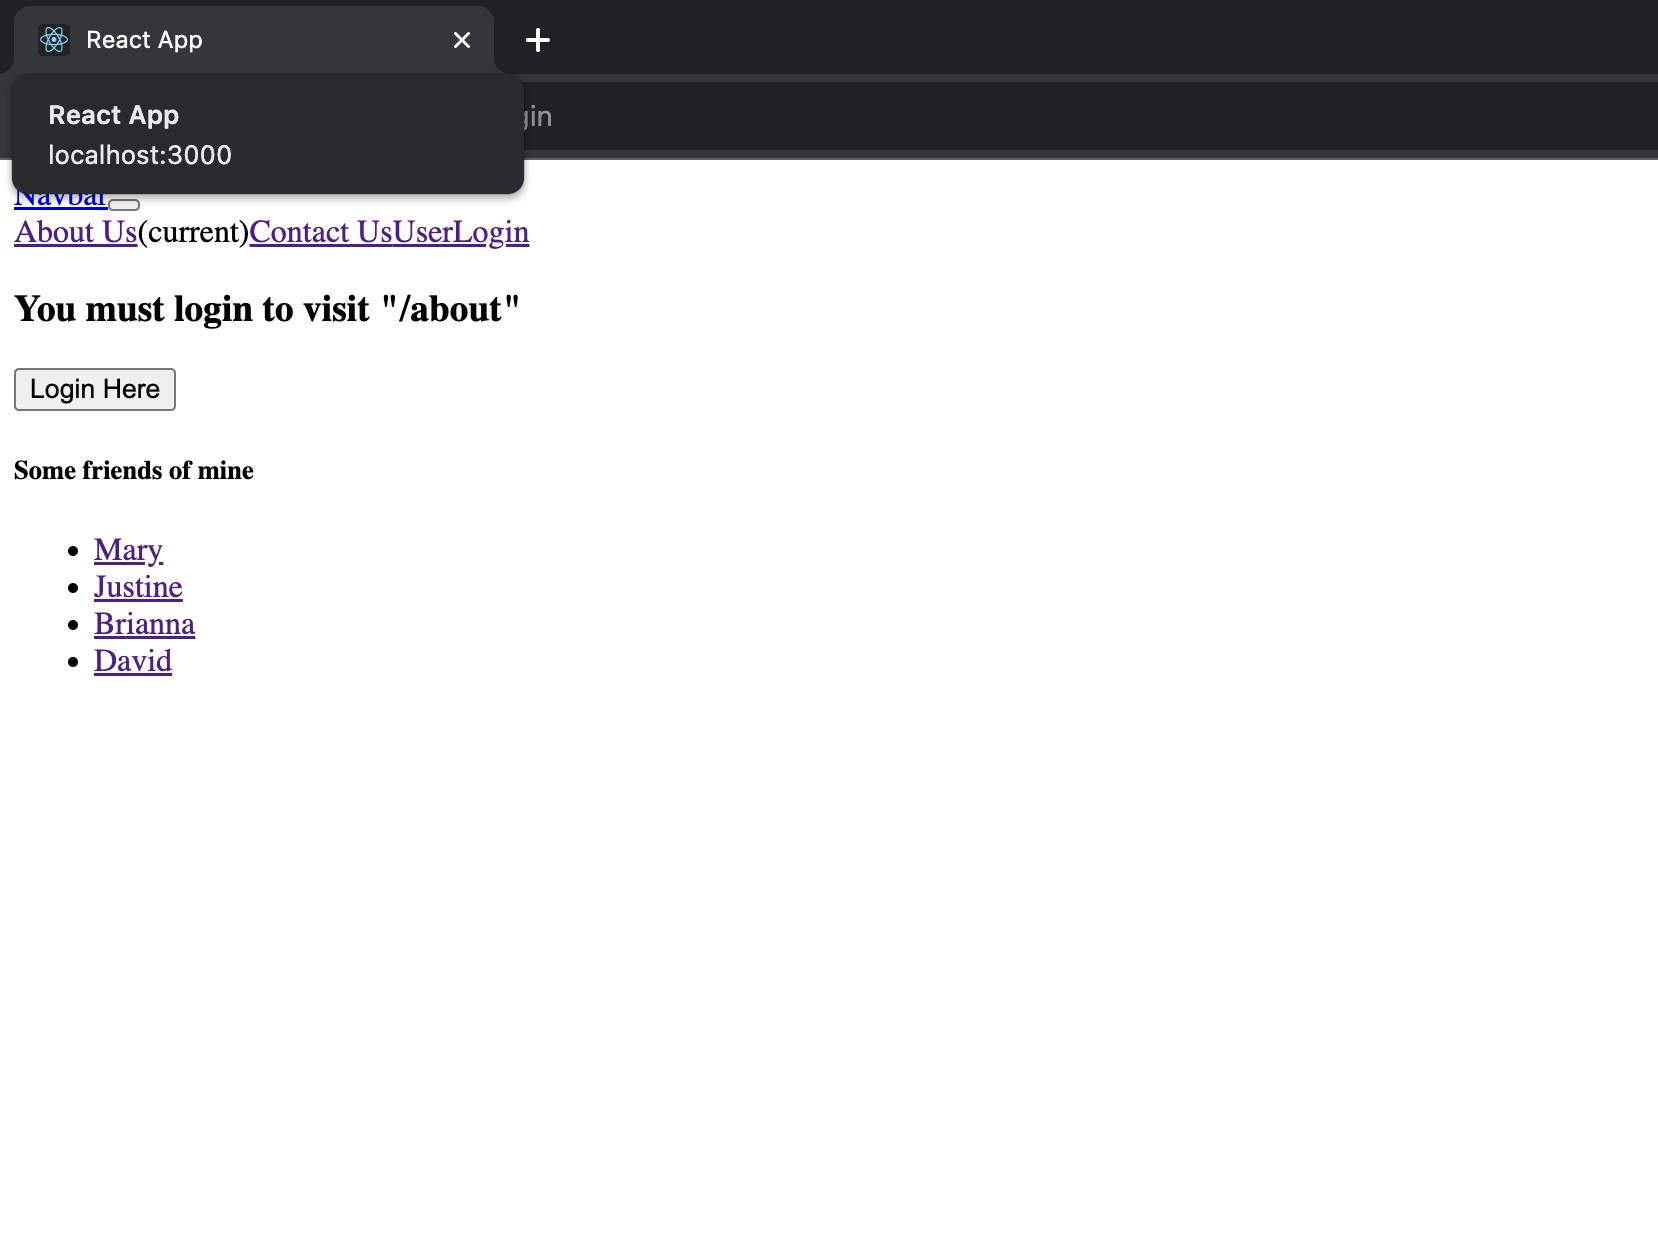 React App
React App
localhost:3000
Navbar
About Us(current)Contact UsUserLogin
You must login to visit "/about"
Login Here
Some friends of mine
Mary
Justine
Brianna
David